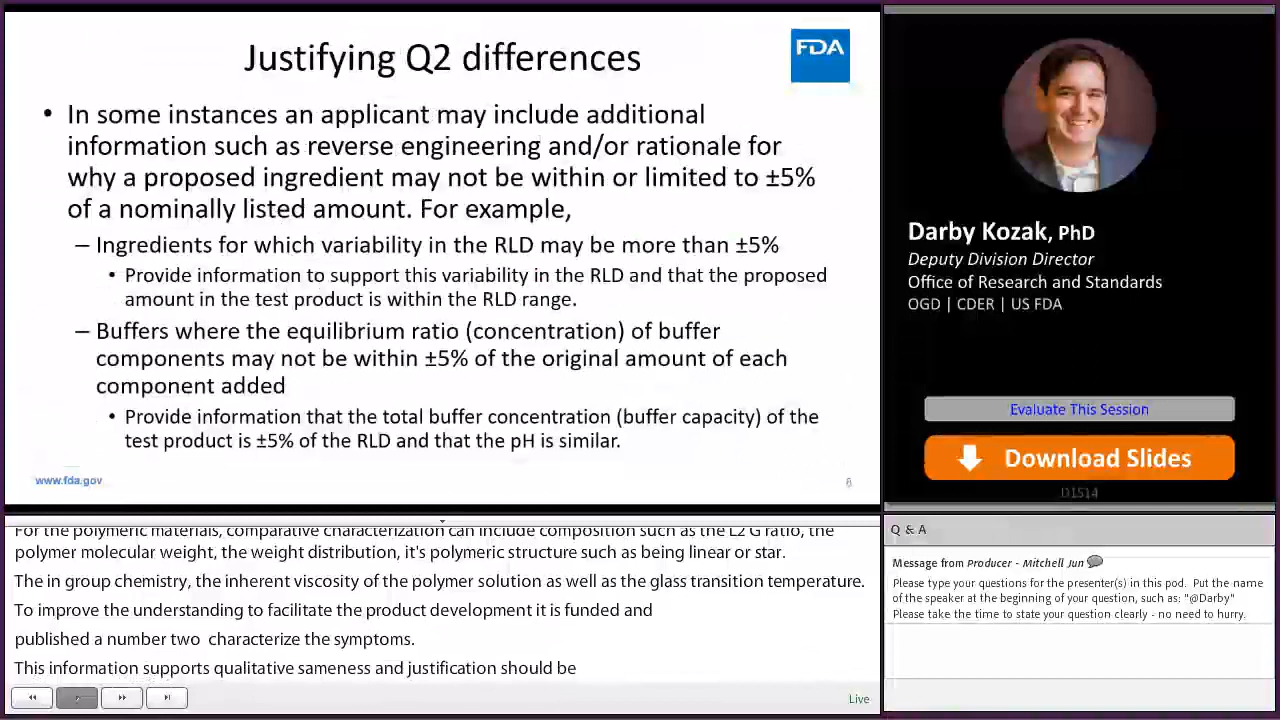 Justifying Q2 differences
FDA
• In some instances an applicant may include additional
information such as reverse engineering and/or rationale for
why a proposed ingredient may not be within or limited to ±5%
of a nominally listed amount. For example,
– Ingredients for which variability in the RLD may be more than ±5%
• Provide information to support this variability in the RLD and that the proposed
amount in the test product is within the RLD range.
– Buffers where the equilibrium ratio (concentration) of buffer
components may not be within ±5% of the original amount of each
component added
• Provide information that the total buffer concentration (buffer capacity) of the
test product is ±5% of the RLD and that the pH is similar.
www.fda.gov
6
Darby Kozak, PhD
Deputy Division Director
Office of Research and Standards
OGD | CDER | US FDA
Evaluate This Session
Download Slides
D1514
For the polymeric materials, comparative characterization can include composition such as the L2 G ratio, the
polymer molecular weight, the weight distribution, it's polymeric structure such as being linear or star.
The in group chemistry, the inherent viscosity of the polymer solution as well as the glass transition temperature.
To improve the understanding to facilitate the product development it is funded and
published a number two characterize the symptoms.
This information supports qualitative sameness and justification should be
Live
Q & A
Message from Producer - Mitchell Jun
Please type your questions for the presenter(s) in this pod. Put the name
of the speaker at the beginning of your question, such as: "@Darby"
Please take the time to state your question clearly - no need to hurry.